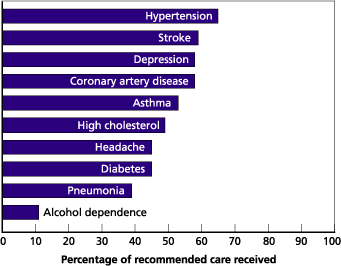 Hypertension
Stroke
Depression
Coronary artery disease
Asthma
High cholesterol
Headache
Diabetes
Pneumonia
Alcohol dependence
0 10 20 30 40 50 60 70 80 90 100
Percentage of recommended care received